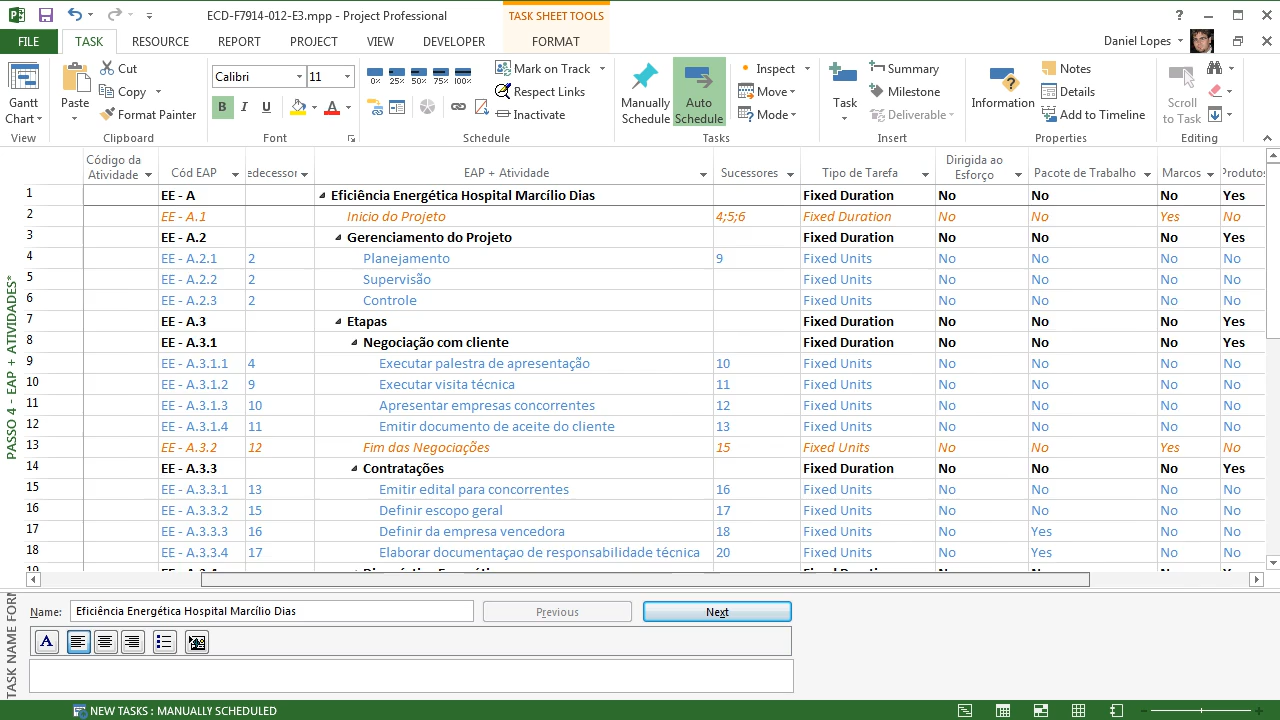 ECD-F7914-012-E3.mpp - Project Professional
TASK SHEET TOOLS
FILE TASK RESOURCE REPORT PROJECT VIEW DEVELOPER FORMAT Daniel Lopes
Gantt Chart
View
Paste
Cut
Copy
Format Painter
Clipboard
Calibri 11
B I U A
Font
0% 25% 50% 75% 100%
Mark on Track
Respect Links
Inactivate
Schedule
Manually Schedule
Auto Schedule
Inspect
Move
Mode
Tasks
Task
Summary
Milestone
Deliverable
Insert
Information
Notes
Details
Add to Timeline
Properties
Scroll to Task
Editing
Código da Atividade Cód EAP edecessor EAP + Atividade Sucessores Tipo de Tarefa Dirigida ao Esforço Pacote de Trabalho Marcos Produtos
1 EE - A Eficiência Energética Hospital Marcílio Dias Fixed Duration No No No Yes
2 EE - A.1 Inicio do Projeto 4;5;6 Fixed Duration No No Yes No
3 EE - A.2 Gerenciamento do Projeto Fixed Duration No No No Yes
4 EE - A.2.1 2 Planejamento 9 Fixed Units No No No No
5 EE - A.2.2 2 Supervisão Fixed Units No No No No
6 EE - A.2.3 2 Controle Fixed Units No No No No
7 EE - A.3 Etapas Fixed Duration No No No Yes
8 EE - A.3.1 Negociação com cliente Fixed Duration No No No Yes
9 EE - A.3.1.1 4 Executar palestra de apresentação 10 Fixed Units No No No No
10 EE - A.3.1.2 9 Executar visita técnica 11 Fixed Units No No No No
11 EE - A.3.1.3 10 Apresentar empresas concorrentes 12 Fixed Units No No No No
12 EE - A.3.1.4 11 Emitir documento de aceite do cliente 13 Fixed Units No No No No
13 EE - A.3.2 12 Fim das Negociações 15 Fixed Units No No Yes No
14 EE - A.3.3 Contratações Fixed Duration No No No Yes
15 EE - A.3.3.1 13 Emitir edital para concorrentes 16 Fixed Units No No No No
16 EE - A.3.3.2 15 Definir escopo geral 17 Fixed Units No No No No
17 EE - A.3.3.3 16 Definir da empresa vencedora 18 Fixed Units No Yes No No
18 EE - A.3.3.4 17 Elaborar documentaçao de responsabilidade técnica 20 Fixed Units No Yes No No
PASSO 4 - EAP + ATIVIDADES*
Name: Eficiência Energética Hospital Marcílio Dias Previous Next
A
TASK NAME FORM
NEW TASKS : MANUALLY SCHEDULED